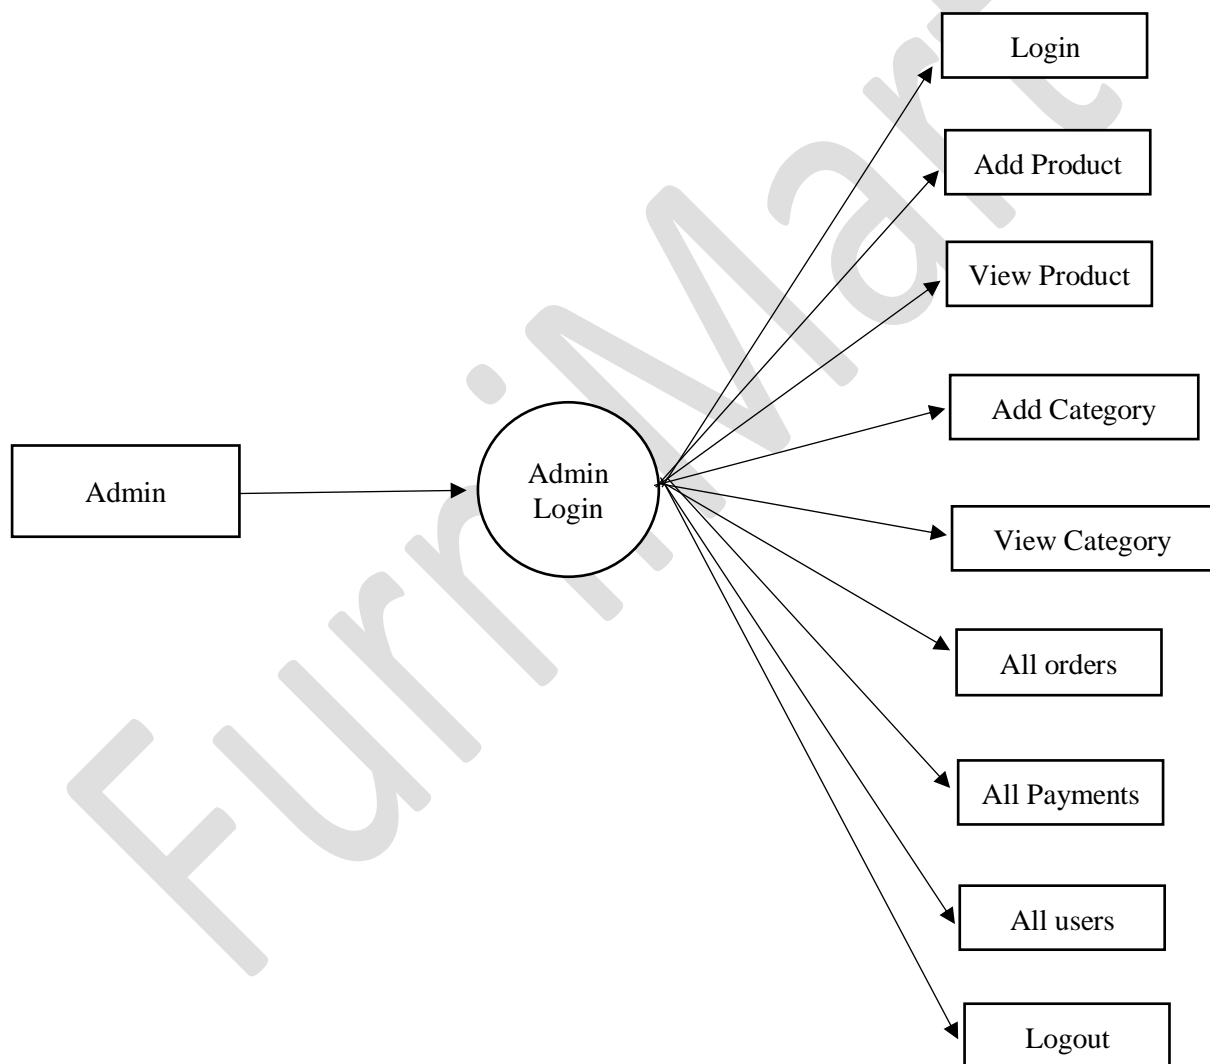 Login
Add Product
View Product
Add Category
Admin
Login
Admin
View Category
All orders
All Payments
All users
Logout
FurniMart